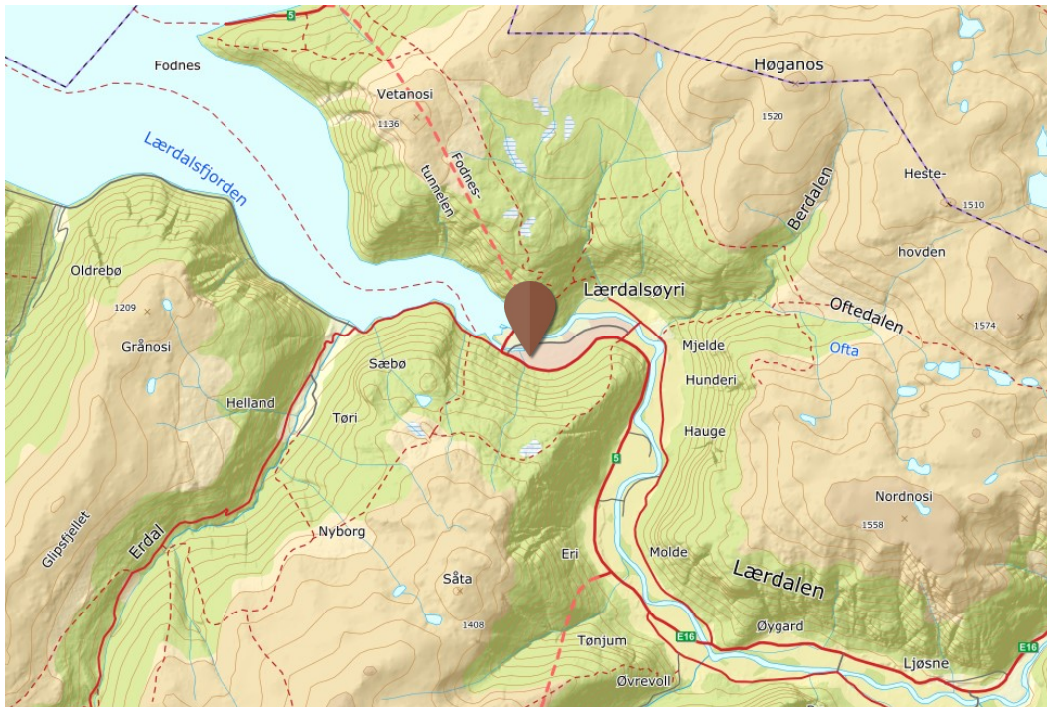 5
Fodnes
Høganos
Vetanosi
1136
1520
Lærdalsfjorden
Fodnes-
tunnelen
Heste-
1510
hovden
Berdalen
Oldrebø
1209
Grånosi
Lærdalsøyri
Oftedalen
1574
Ofta
Mjelde
Sæbø
Hunderi
Helland
Tøri
Hauge
5
Nordnosi
1558
Glipsfjellet
Erdal
Nyborg
Eri
Molde
Såta
Lærdalen
1408
Øygard
Tønjum
E16
E16
Ljøsne
Øvrevoll